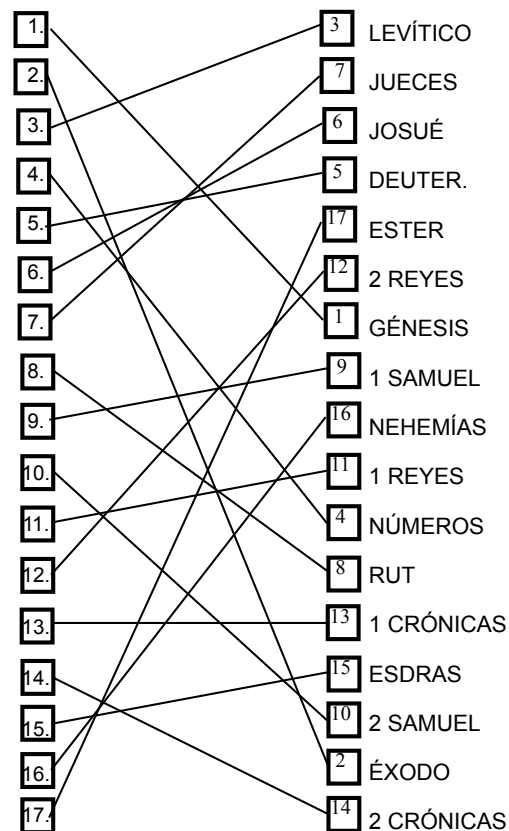 1. 3 LEVÍTICO
2. 7 JUECES
3. 6 JOSUÉ
4. 5 DEUTER.
5. 17 ESTER
6. 12 2 REYES
7. 1 GÉNESIS
8. 9 1 SAMUEL
9. 16 NEHEMÍAS
10. 11 1 REYES
11. 4 NÚMEROS
12. 8 RUT
13. 13 1 CRÓNICAS
14. 15 ESDRAS
15. 10 2 SAMUEL
16. 2 ÉXODO
17. 14 2 CRÓNICAS